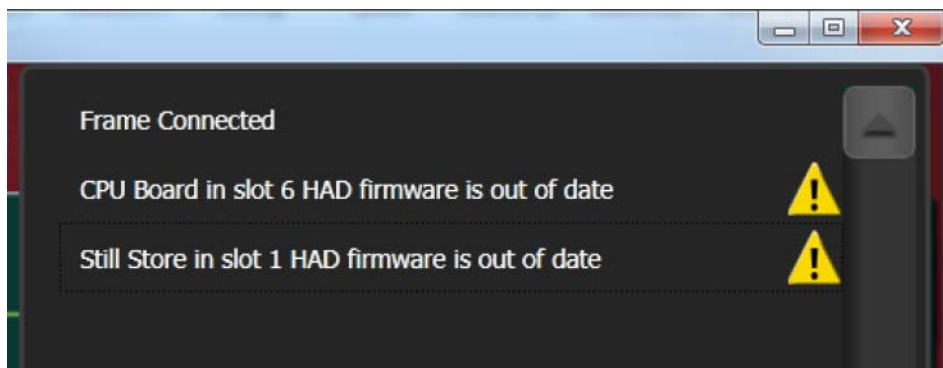 Frame Connected
CPU Board in slot 6 HAD firmware is out of date
Still Store in slot 1 HAD firmware is out of date